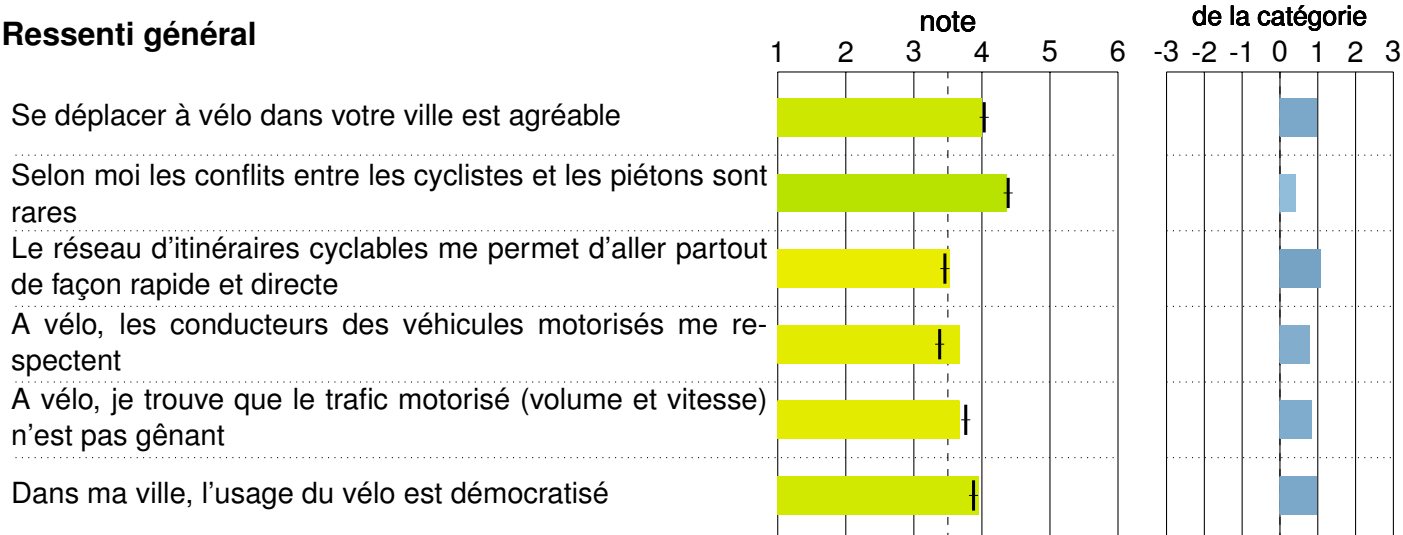 Ressenti général
note
de la catégorie
1 2 3 4 5 6
-3 -2 -1 0 1 2 3
Se déplacer à vélo dans votre ville est agréable
Selon moi les conflits entre les cyclistes et les piétons sont
rares
Le réseau d'itinéraires cyclables me permet d'aller partout
de façon rapide et directe
A vélo, les conducteurs des véhicules motorisés me re-
spectent
A vélo, je trouve que le trafic motorisé (volume et vitesse)
n'est pas gênant
Dans ma ville, l'usage du vélo est démocratisé